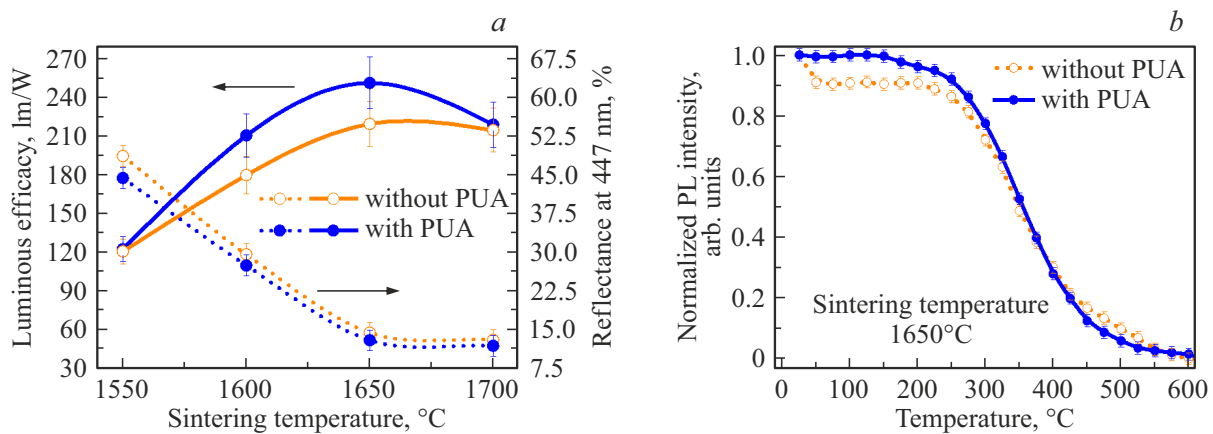 a
270
240
210
180
150
120
90
60
30
Luminous efficacy, lm/W
67.5
60.0
52.5
45.0
37.5
30.0
22.5
15.0
7.5
Reflectance at 447 nm, %
without PUA
with PUA
1550 1600 1650 1700
Sintering temperature, °C
b
1.0
0.8
0.6
0.4
0.2
0
Normalized PL intensity,
arb. units
without PUA
with PUA
Sintering temperature
1650°C
0 100 200 300 400 500 600
Temperature, °C